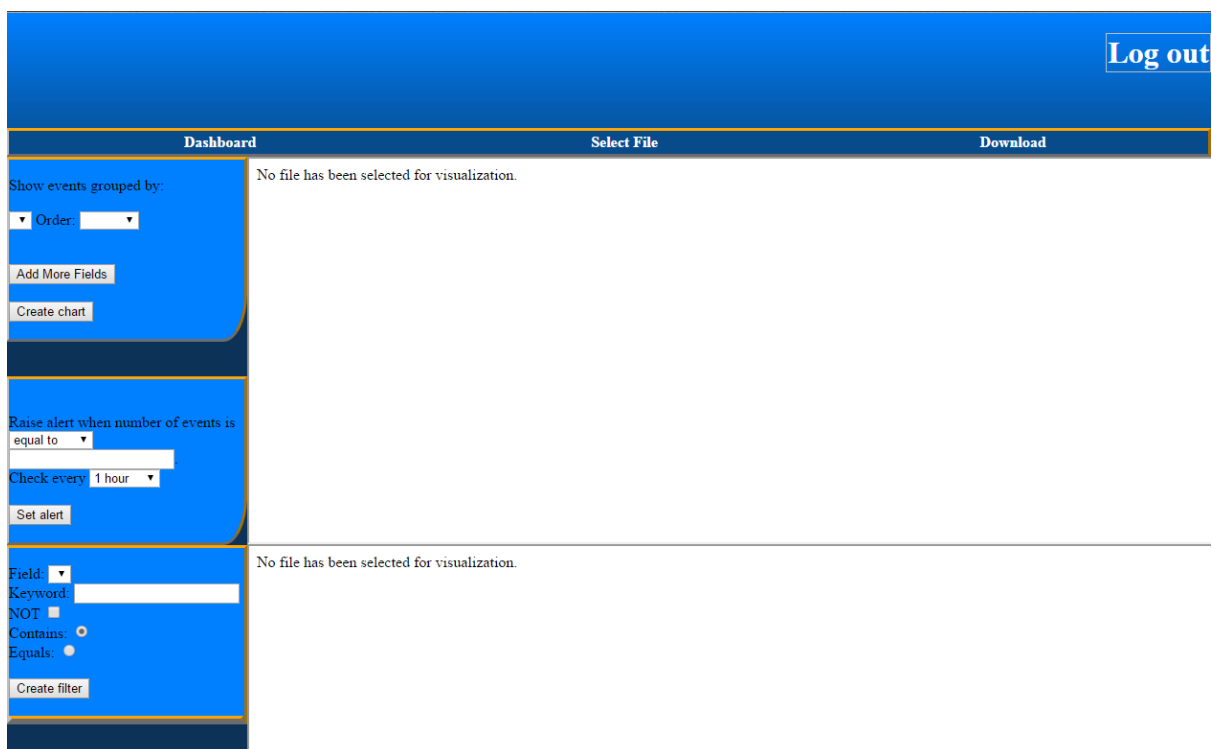 Log out
Dashboard Select File Download
Show events grouped by:
Order:
Add More Fields
Create chart
No file has been selected for visualization.
Raise alert when number of events is
equal to
.
Check every 1 hour
Set alert
Field:
Keyword:
NOT
Contains:
Equals:
Create filter
No file has been selected for visualization.